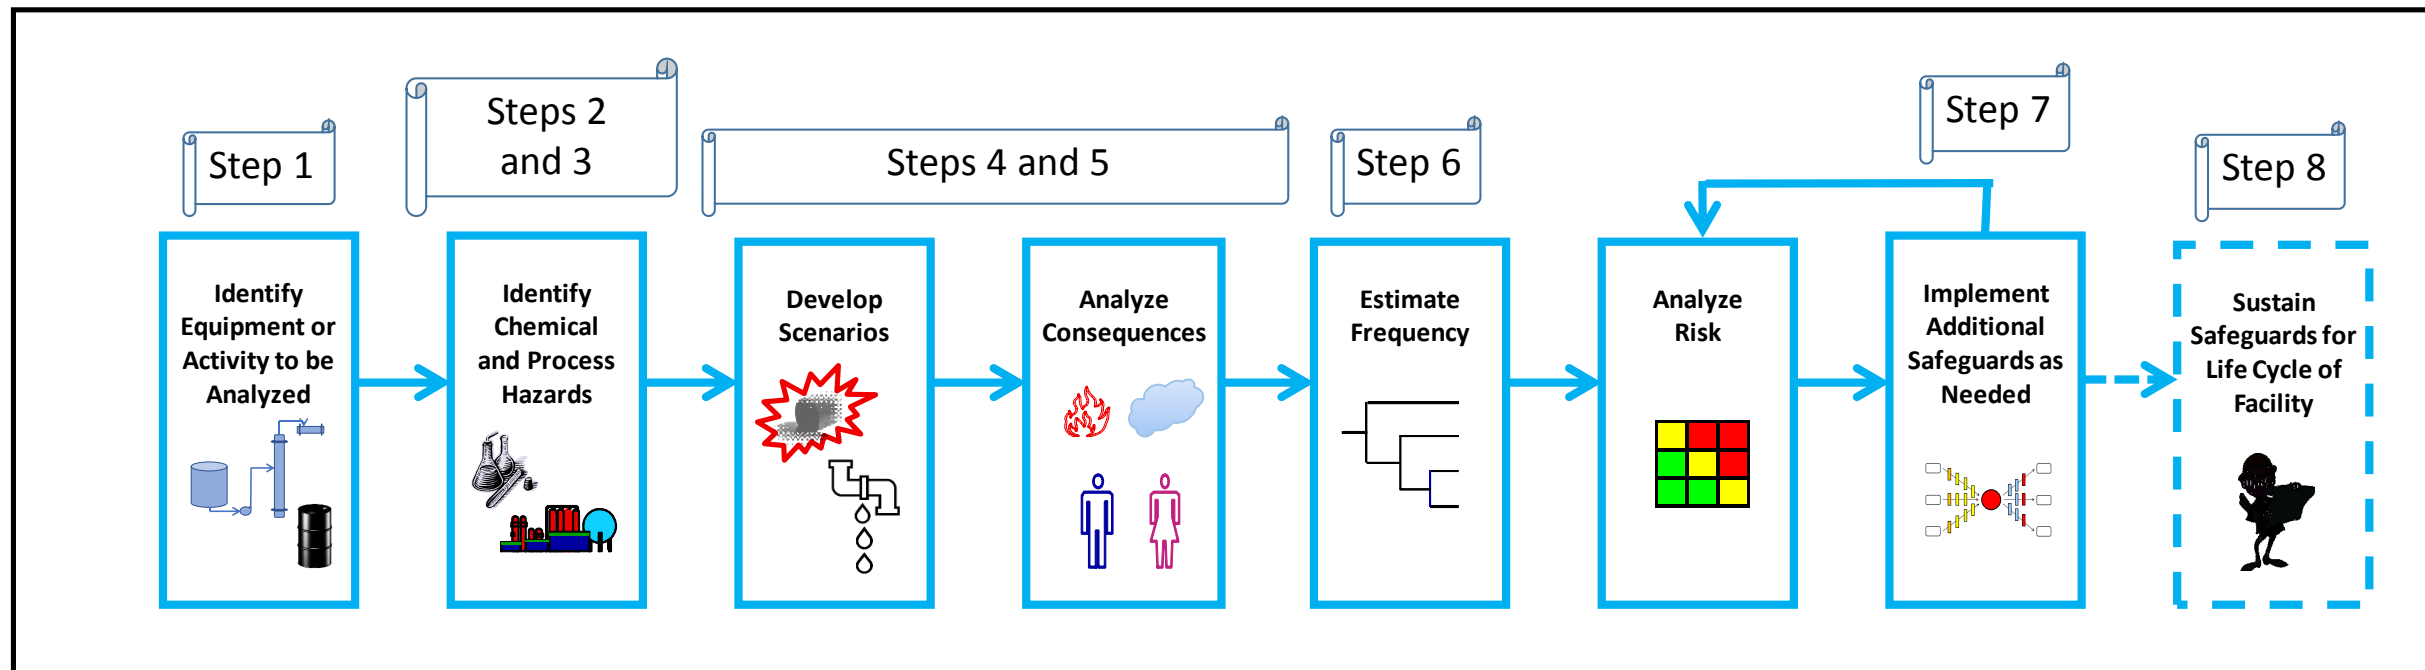 Step 1
Steps 2
and 3
Steps 4 and 5
Step 6
Step 7
Step 8
Identify
Equipment or
Activity to be
Analyzed
Identify
Chemical
and Process
Hazards
Develop
Scenarios
Analyze
Consequences
Estimate
Frequency
Analyze
Risk
Implement
Additional
Safeguards as
Needed
Sustain
Safeguards for
Life Cycle of
Facility